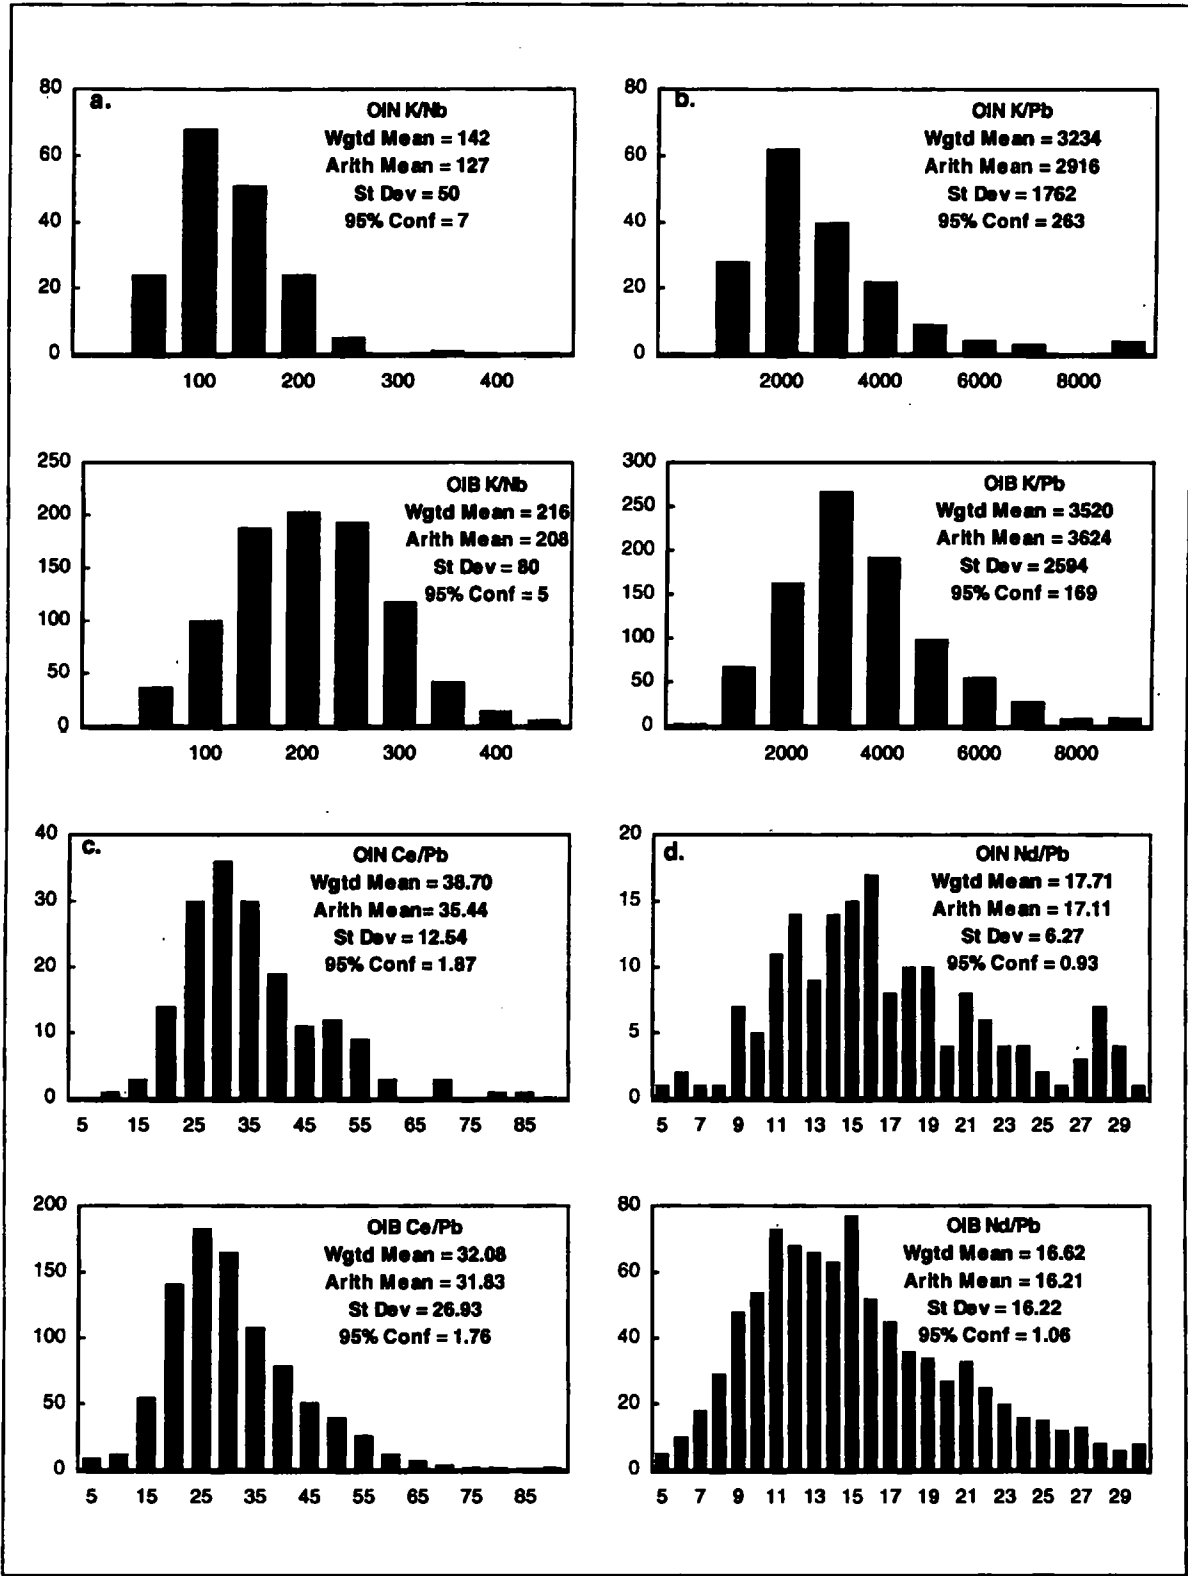 a.
OIN K/Nb
Wgtd Mean = 142
Arith Mean = 127
St Dev = 50
95% Conf = 7
80
60
40
20
0
100 200 300 400
b.
OIN K/Pb
Wgtd Mean = 3234
Arith Mean = 2916
St Dev = 1762
95% Conf = 263
80
60
40
20
0
2000 4000 6000 8000
OIB K/Nb
Wgtd Mean = 216
Arith Mean = 208
St Dev = 80
95% Conf = 5
250
200
150
100
50
0
100 200 300 400
OIB K/Pb
Wgtd Mean = 3520
Arith Mean = 3624
St Dev = 2594
95% Conf = 169
300
250
200
150
100
50
0
2000 4000 6000 8000
c.
OIN Ce/Pb
Wgtd Mean = 38.70
Arith Mean= 35.44
St Dev = 12.54
95% Conf = 1.87
40
30
20
10
0
5 15 25 35 45 55 65 75 85
d.
OIN Nd/Pb
Wgtd Mean = 17.71
Arith Mean = 17.11
St Dev = 6.27
95% Conf = 0.93
20
15
10
5
0
5 7 9 11 13 15 17 19 21 23 25 27 29
OIB Ce/Pb
Wgtd Mean = 32.08
Arith Mean = 31.83
St Dev = 26.93
95% Conf = 1.76
200
150
100
50
0
5 15 25 35 45 55 65 75 85
OIB Nd/Pb
Wgtd Mean = 16.62
Arith Mean = 16.21
St Dev = 16.22
95% Conf = 1.06
80
60
40
20
0
5 7 9 11 13 15 17 19 21 23 25 27 29